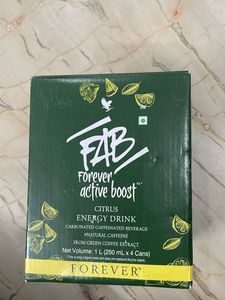 FAB
Forever
active boost™
CITRUS
ENERGY DRINK
CARBONATED CAFFEINATED BEVERAGE
#NATURAL CAFFEINE
FROM GREEN COFFEE EXTRACT
Net Volume: 1 L (250 mL x 4 Cans)
FOREVER™